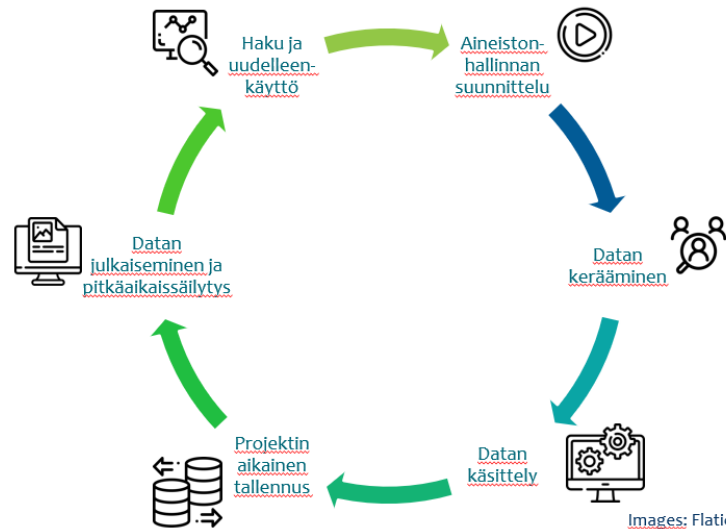 Haku ja
uudelleen-
käyttö
Aineiston-
hallinnan
suunnittelu
Datan
kerääminen
Datan
käsittely
Projektin
aikainen
tallennus
Datan
julkaiseminen ja
pitkäaikaissäilytys
Images: